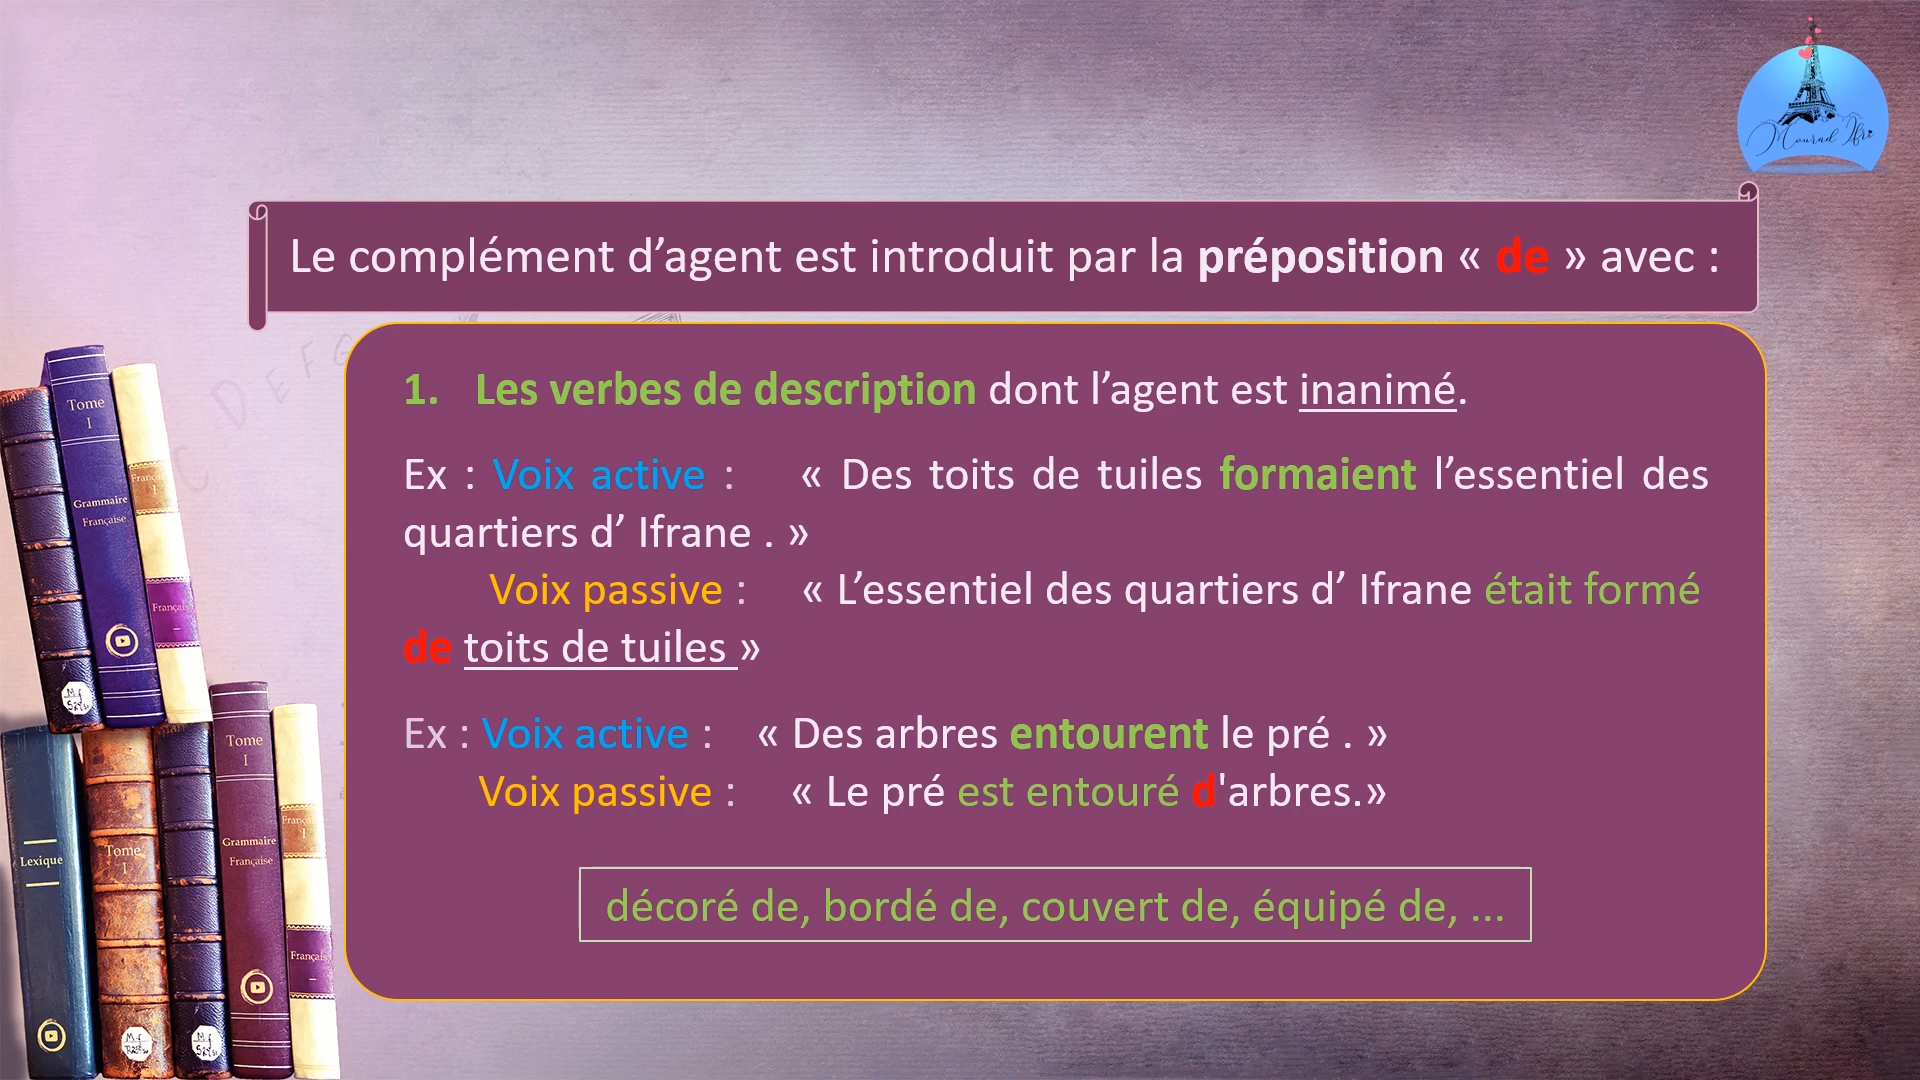 Mourad Ifri
Le complément d’agent est introduit par la préposition « de » avec :
1. Les verbes de description dont l’agent est inanimé.
Ex : Voix active : « Des toits de tuiles formaient l’essentiel des
quartiers d’ Ifrane . »
Voix passive : « L’essentiel des quartiers d’ Ifrane était formé
de toits de tuiles »
Ex : Voix active : « Des arbres entourent le pré . »
Voix passive : « Le pré est entouré d'arbres.»
décoré de, bordé de, couvert de, équipé de, ...
Tome
I
Grammaire
Française
Tome
I
Grammaire
Française
Lexique
Tome
I